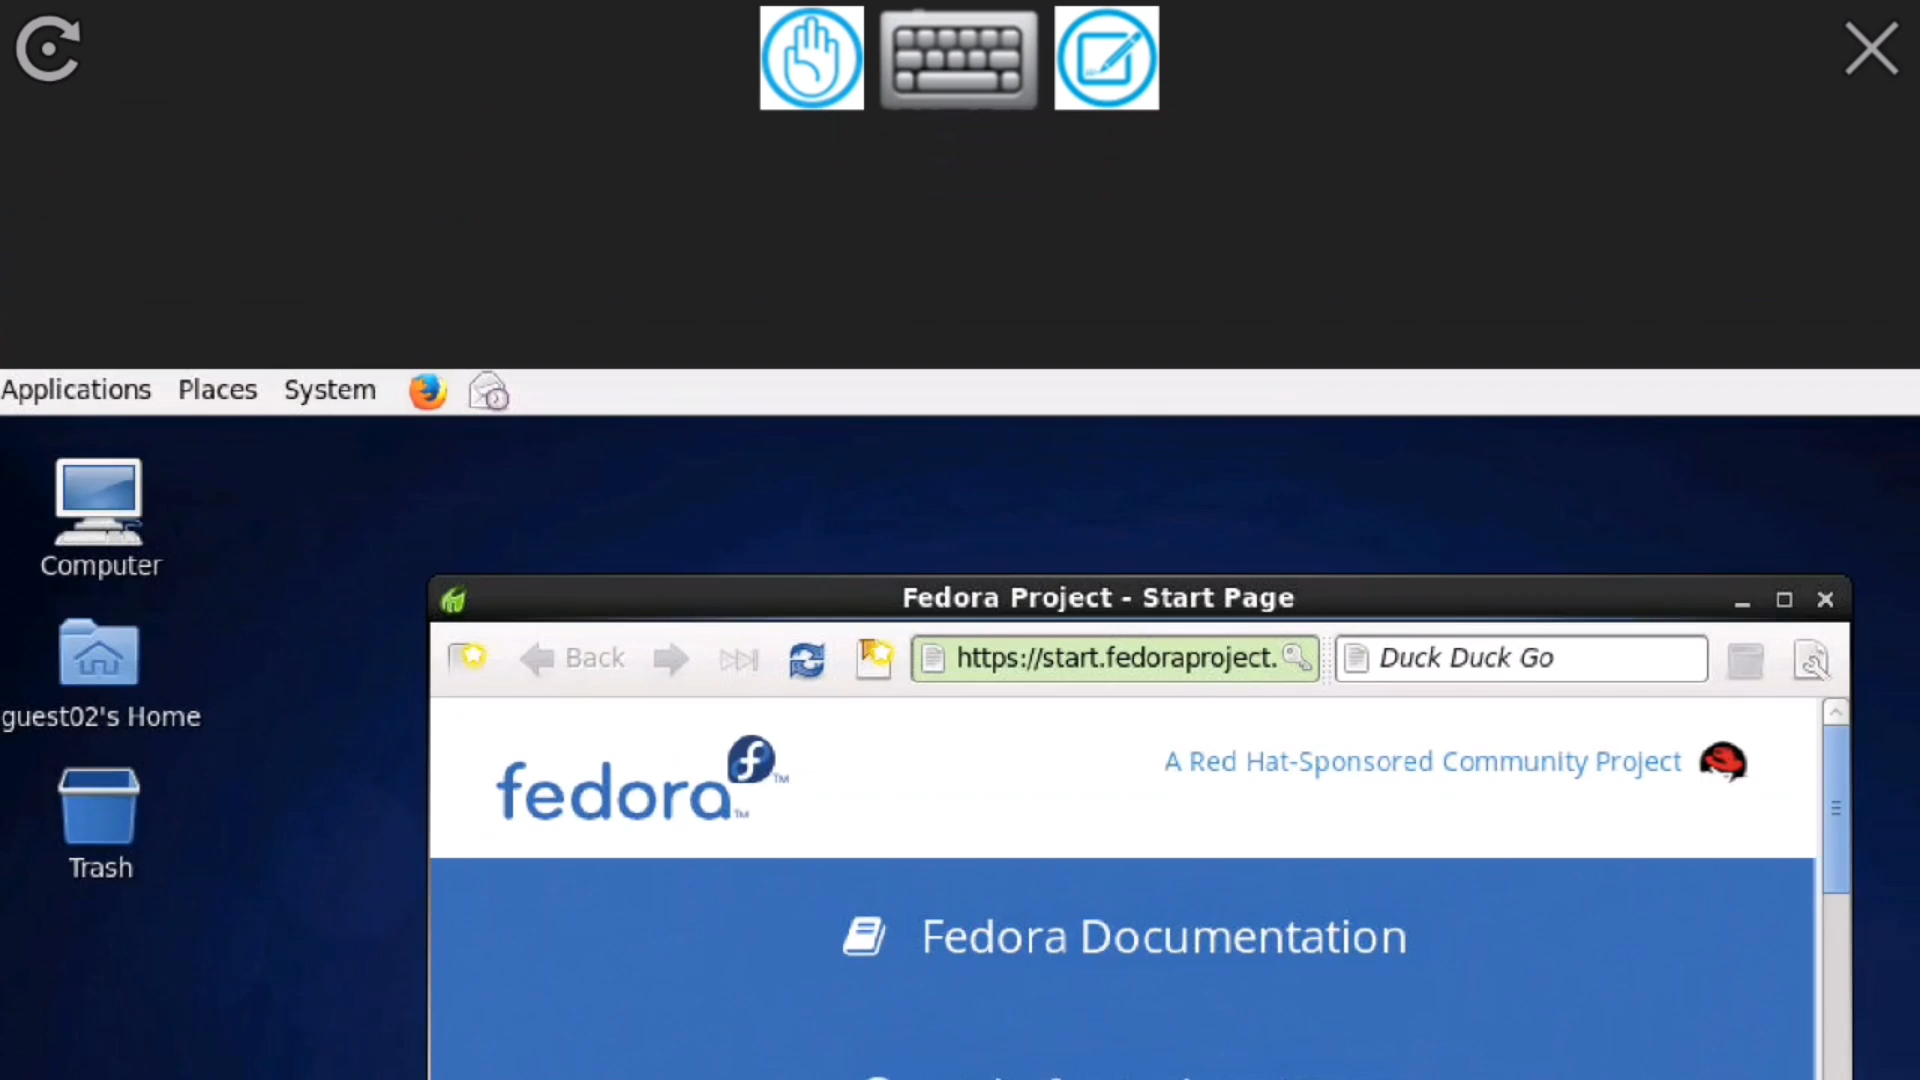 Applications Places System
Computer
guest02's Home
Trash
Fedora Project - Start Page
Back https://start.fedoraproject. Duck Duck Go
fedora™
A Red Hat-Sponsored Community Project
Fedora Documentation